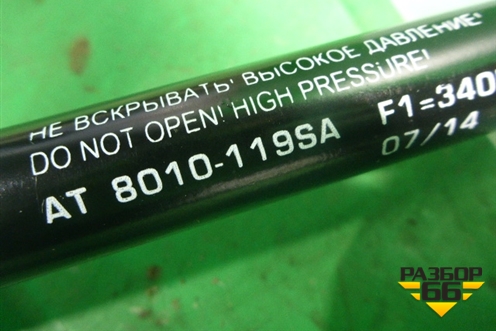 НЕ ВСКРЫВАТЬ! ВЫСОКОЕ ДАВЛЕНИЕ!
DO NOT OPEN! HIGH PRESSURE!
AT 8010-119SA F1=340
07/14
РАЗБОР
66